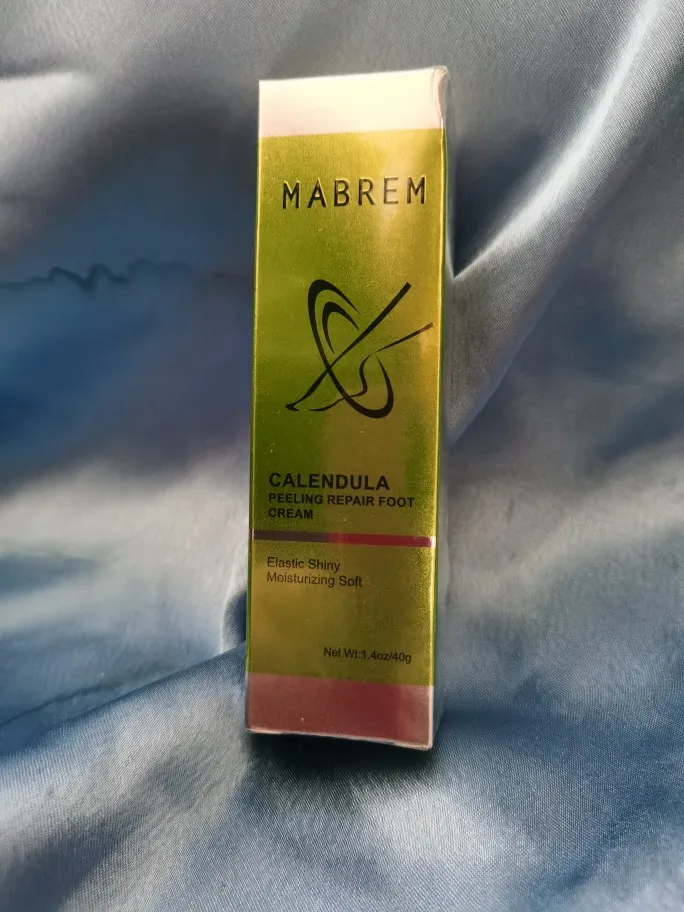 MABREM
CALENDULA
PEELING REPAIR FOOT
CREAM
Elastic Shiny
Moisturizing Soft
Net Wt:1.4oz/40g